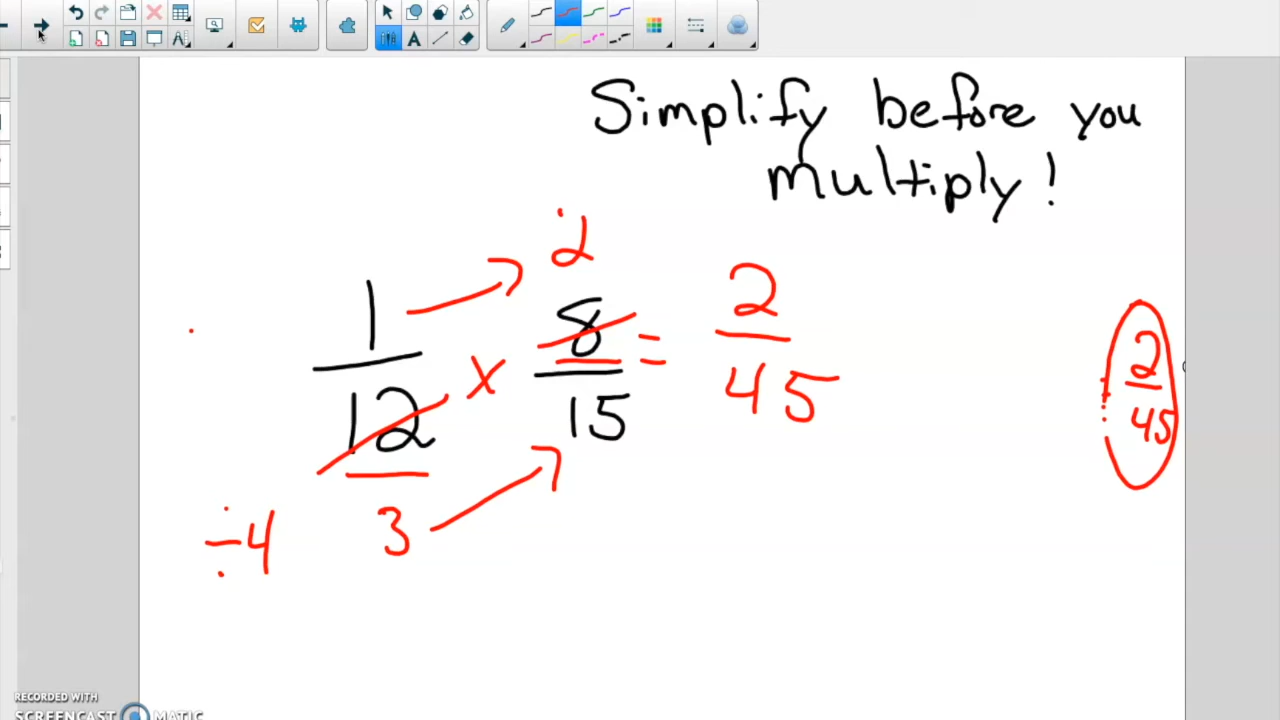 Simplify before you
multiply!
2
1/12 x 8/15 = 2/45
÷4 3
2/45
RECORDED WITH
SCREENCAST MATIC